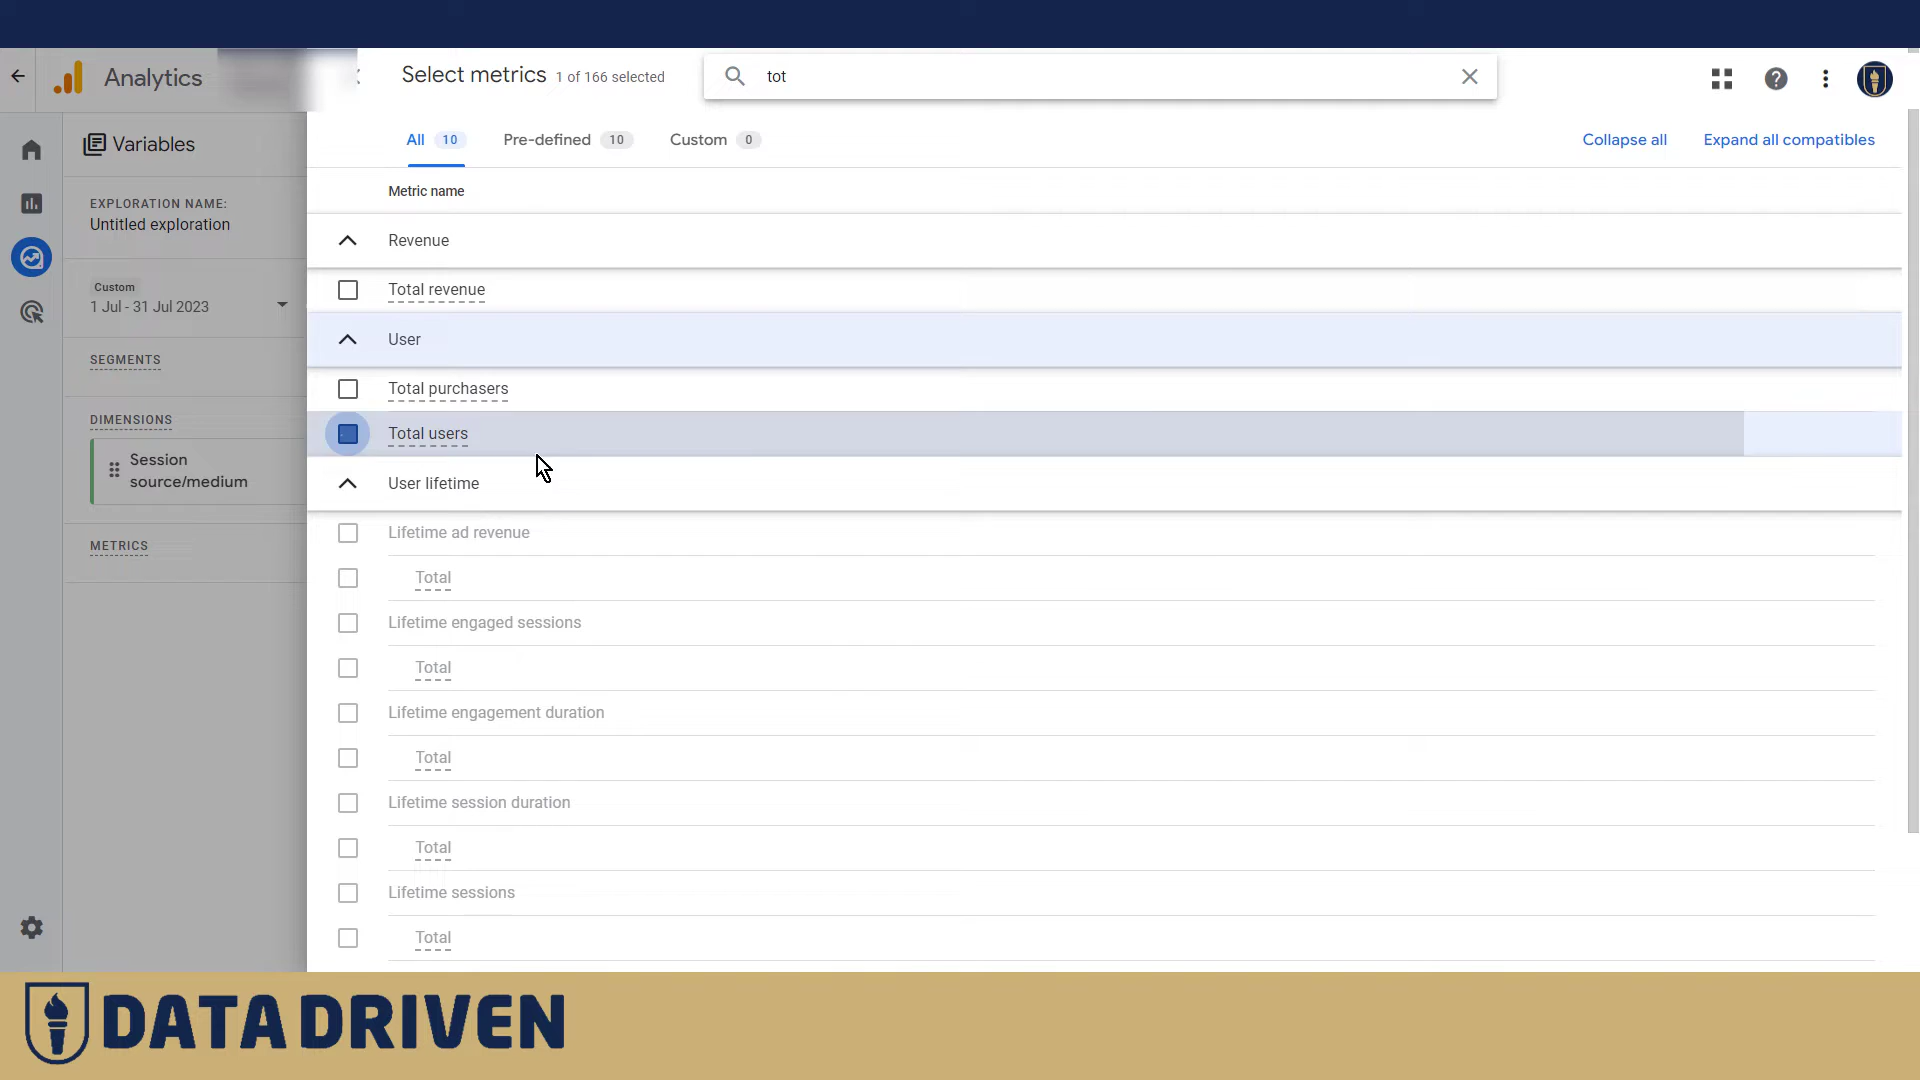 Analytics
Select metrics 1 of 166 selected
tot
All 10
Pre-defined 10
Custom 0
Collapse all
Expand all compatibles
Variables
EXPLORATION NAME:
Untitled exploration
Custom
1 Jul - 31 Jul 2023
SEGMENTS
DIMENSIONS
Session
source/medium
METRICS
Metric name
Revenue
Total revenue
User
Total purchasers
Total users
User lifetime
Lifetime ad revenue
Total
Lifetime engaged sessions
Total
Lifetime engagement duration
Total
Lifetime session duration
Total
Lifetime sessions
Total
DATA DRIVEN